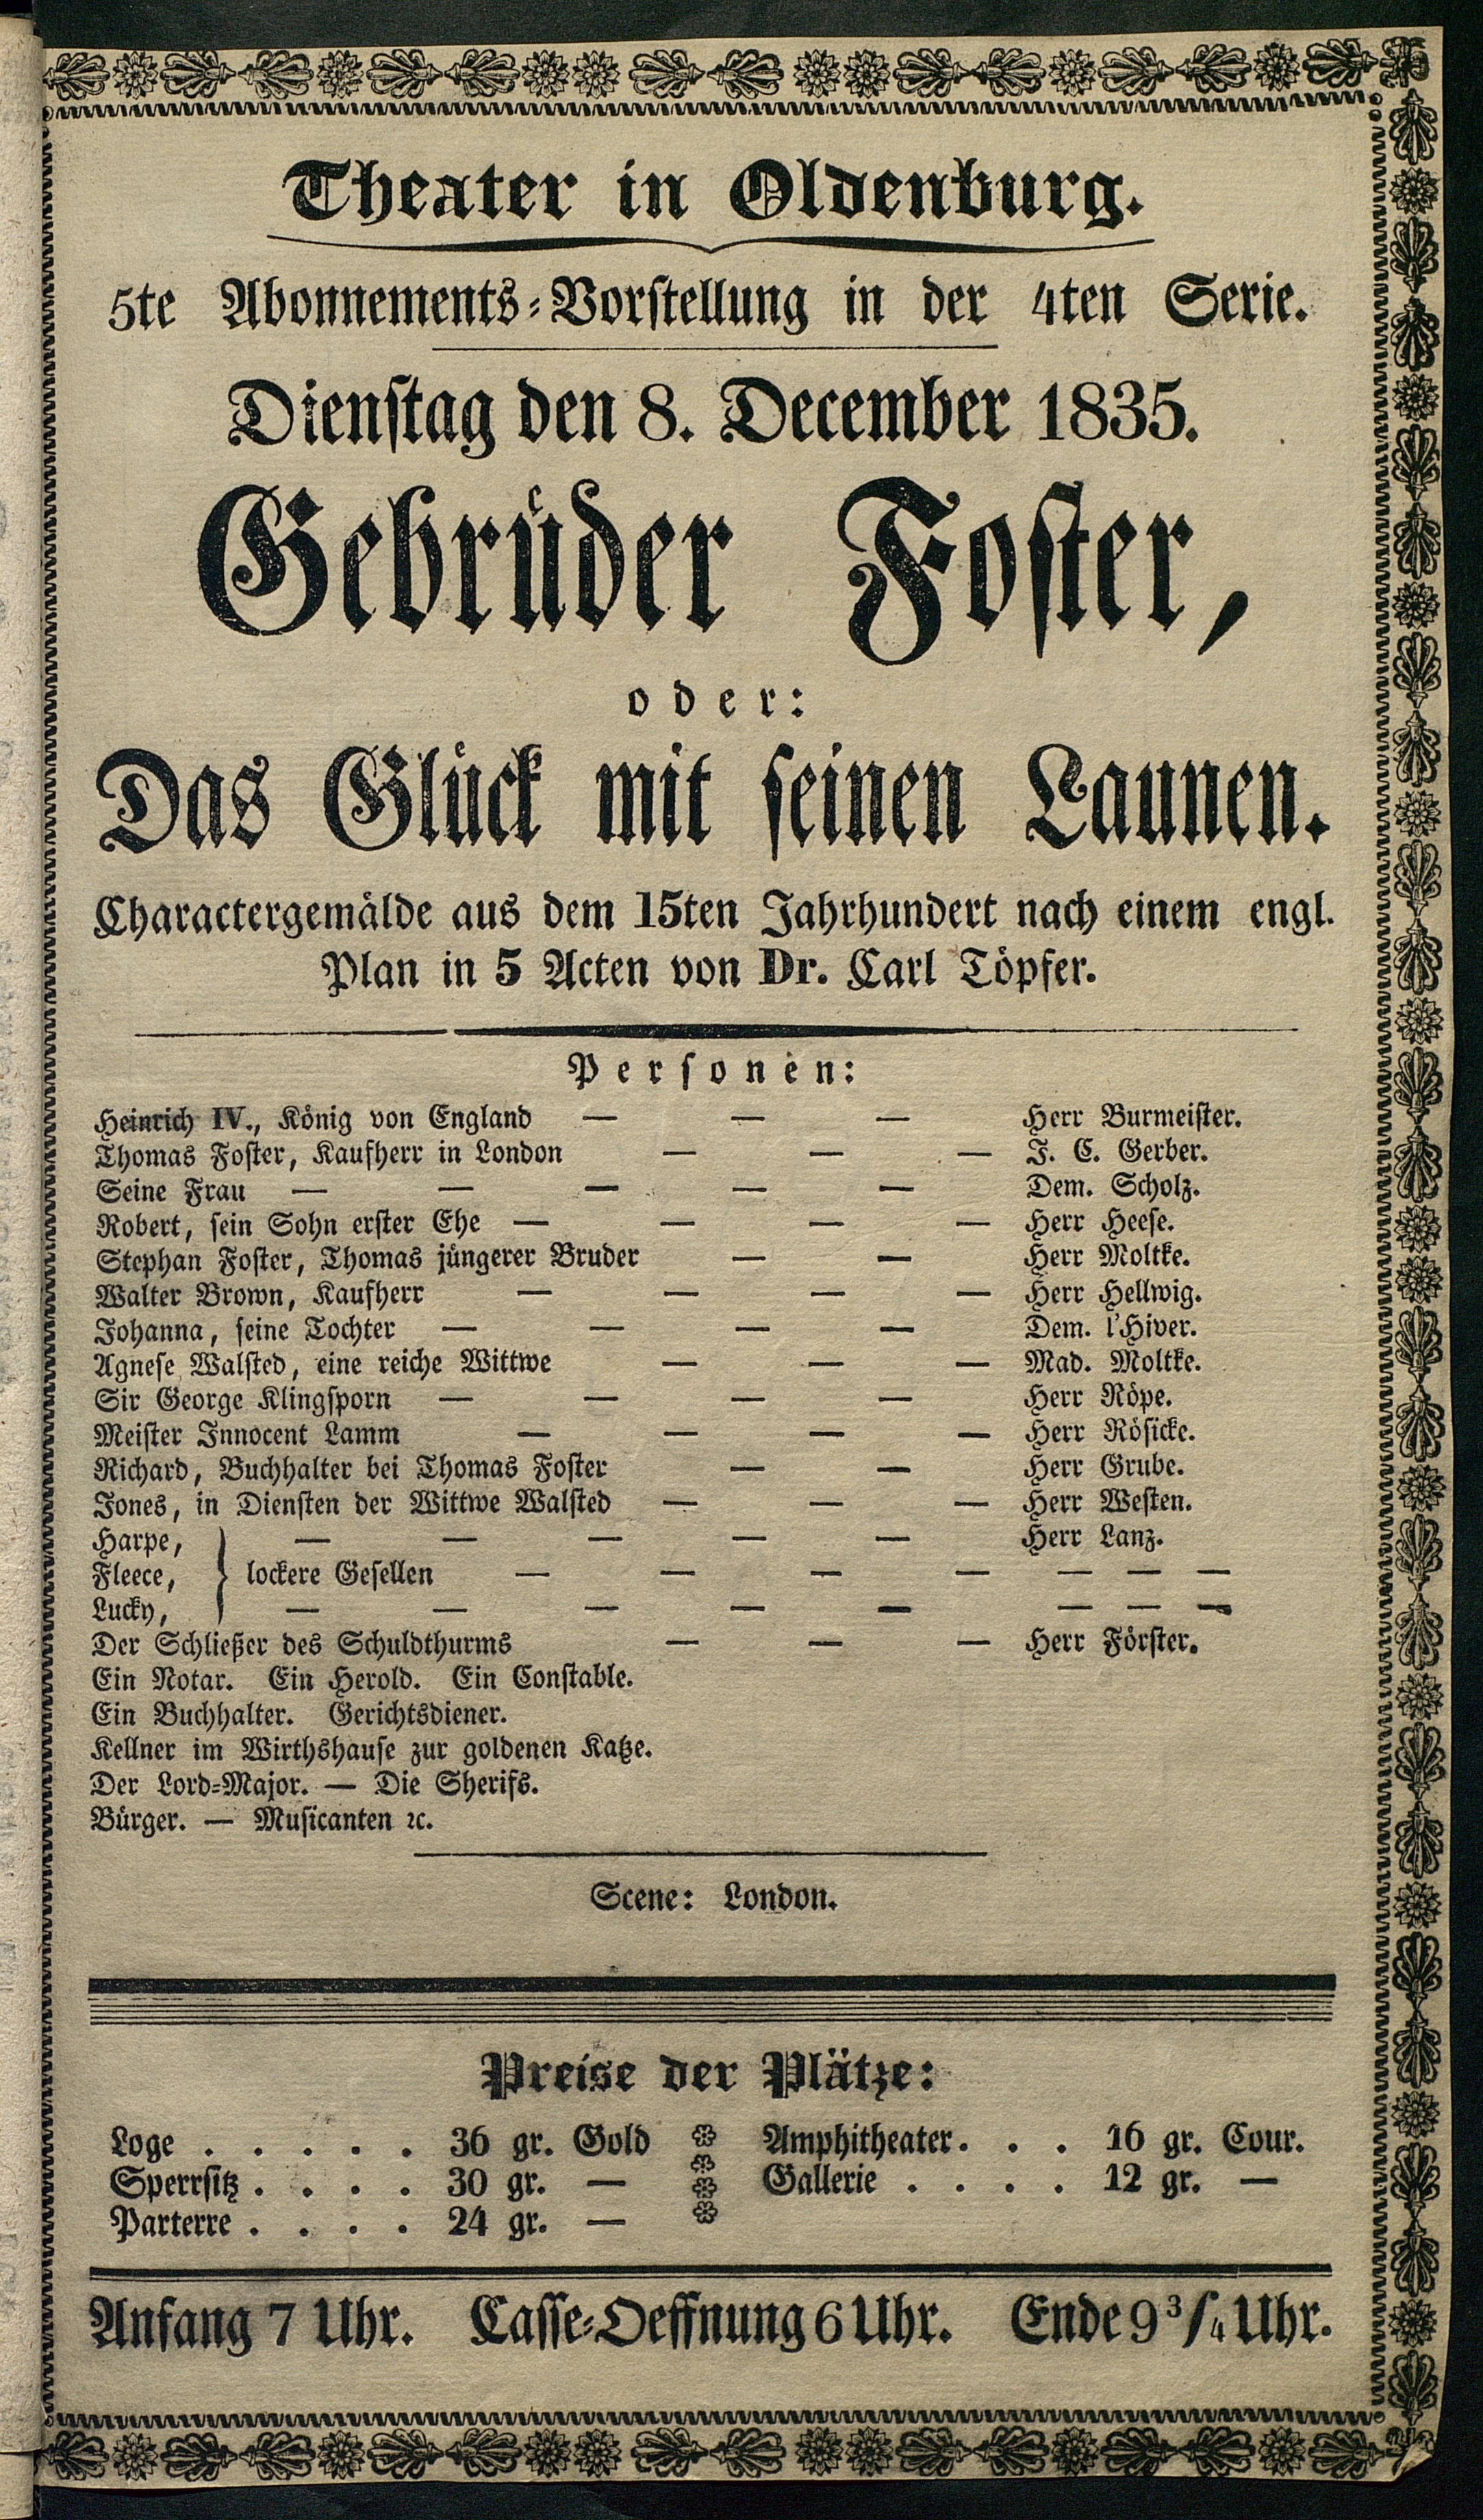 Theater in Oldenburg.
5te Abonnements-Vorstellung in der 4ten Serie.
Dienstag den 8. December 1835.
Gebrüder Foster,
oder:
Das Glück mit seinen Launen.
Charactergemälde aus dem 15ten Jahrhundert nach einem engl.
Plan in 5 Acten von Dr. Carl Töpfer.
Personen:
Heinrich IV., König von England — — — Herr Burmeister.
Thomas Foster, Kaufherr in London — — — J. C. Gerber.
Seine Frau — — — — — Dem. Scholz.
Robert, sein Sohn erster Ehe — — — — Herr Heese.
Stephan Foster, Thomas jüngerer Bruder — — Herr Moltke.
Walter Brown, Kaufherr — — — — Herr Hellwig.
Johanna, seine Tochter — — — — Dem. l'Hiver.
Agnese Walsted, eine reiche Wittwe — — — Mad. Moltke.
Sir George Klingsporn — — — — Herr Röpe.
Meister Innocent Lamm — — — — Herr Rösicke.
Richard, Buchhalter bei Thomas Foster — — Herr Grube.
Jones, in Diensten der Wittwe Walsted — — — Herr Westen.
Harpe, — — — — — Herr Lanz.
Fleece, } lockere Gesellen — — — — — — —
Lucky, — — — — — — — —
Der Schließer des Schuldthurms — — — Herr Förster.
Ein Notar. Ein Herold. Ein Constable.
Ein Buchhalter. Gerichtsdiener.
Kellner im Wirthshause zur goldenen Katze.
Der Lord-Major. — Die Sherifs.
Bürger. — Musicanten ꝛc.
Scene: London.
Preise der Plätze:
Loge . . . . . 36 gr. Gold
Sperrsitz . . . . 30 gr. —
Parterre . . . . 24 gr. —
Amphitheater . . . 16 gr. Cour.
Gallerie . . . . 12 gr. —
Anfang 7 Uhr. Casse-Oeffnung 6 Uhr. Ende 9 3/4 Uhr.